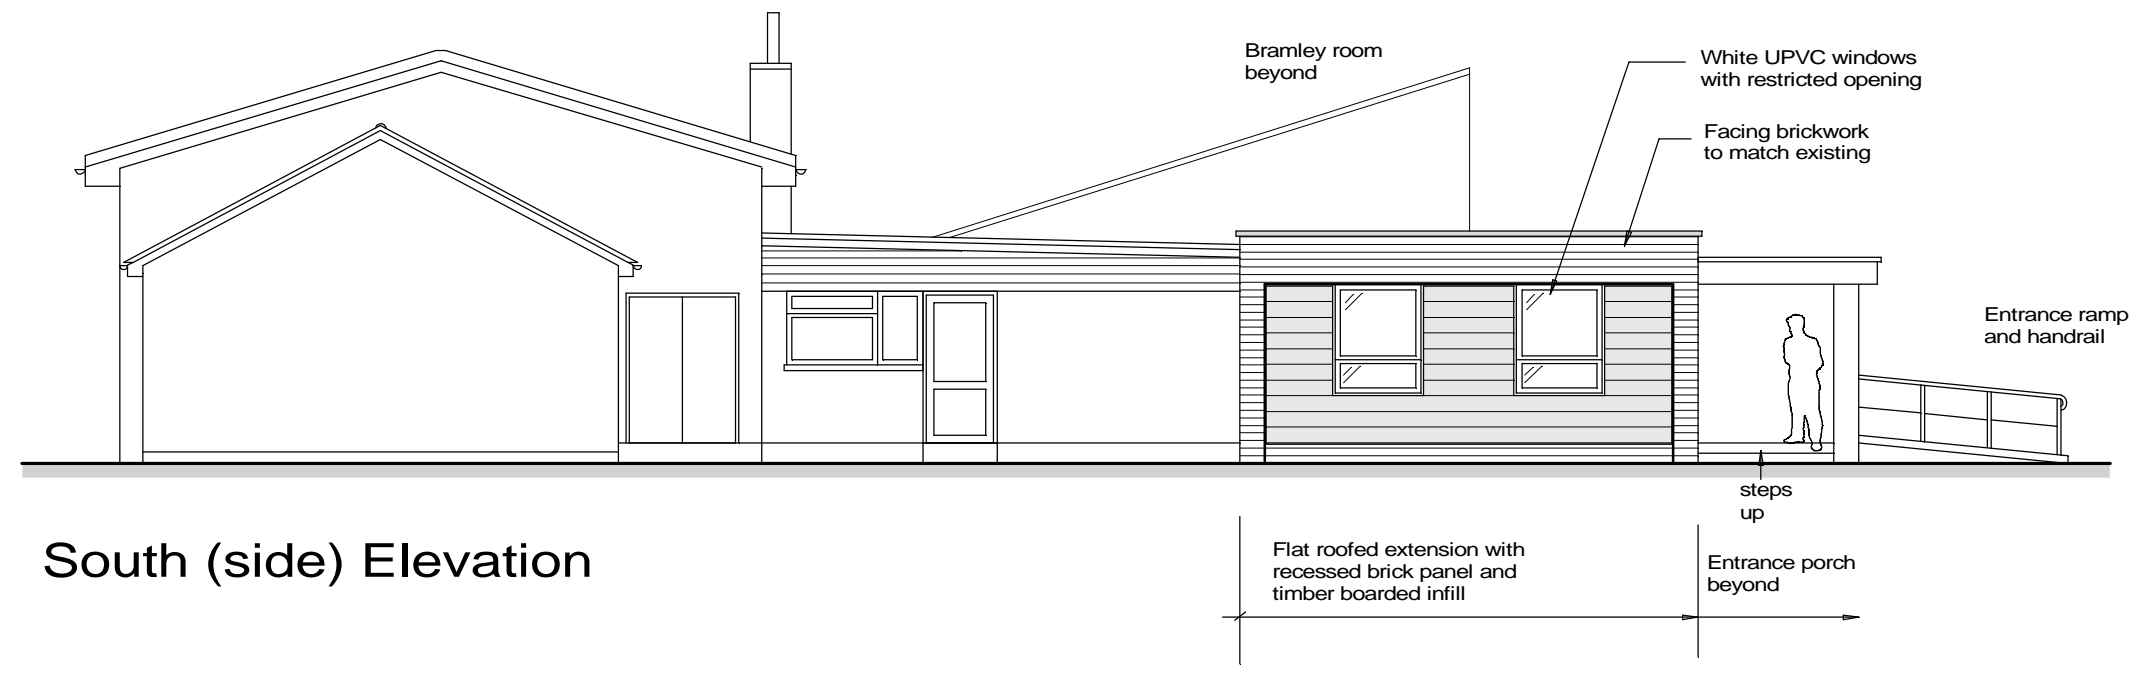 Bramley room
beyond
White UPVC windows
with restricted opening
Facing brickwork
to match existing
Entrance ramp
and handrail
steps
up
South (side) Elevation
Flat roofed extension with
recessed brick panel and
timber boarded infill
Entrance porch
beyond